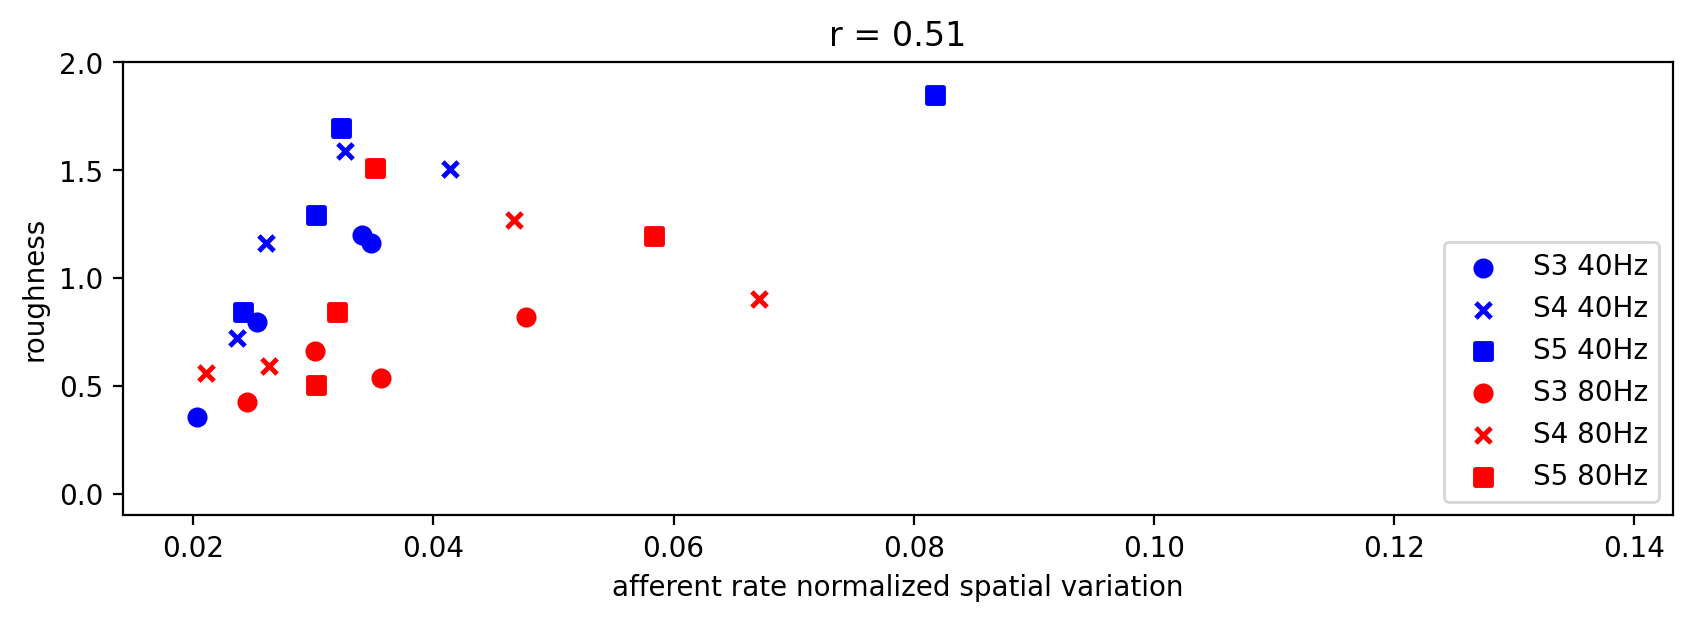 r = 0.51
2.0
1.5
1.0
0.5
0.0
roughness
S3 40Hz
S4 40Hz
S5 40Hz
S3 80Hz
S4 80Hz
S5 80Hz
0.02 0.04 0.06 0.08 0.10 0.12 0.14
afferent rate normalized spatial variation